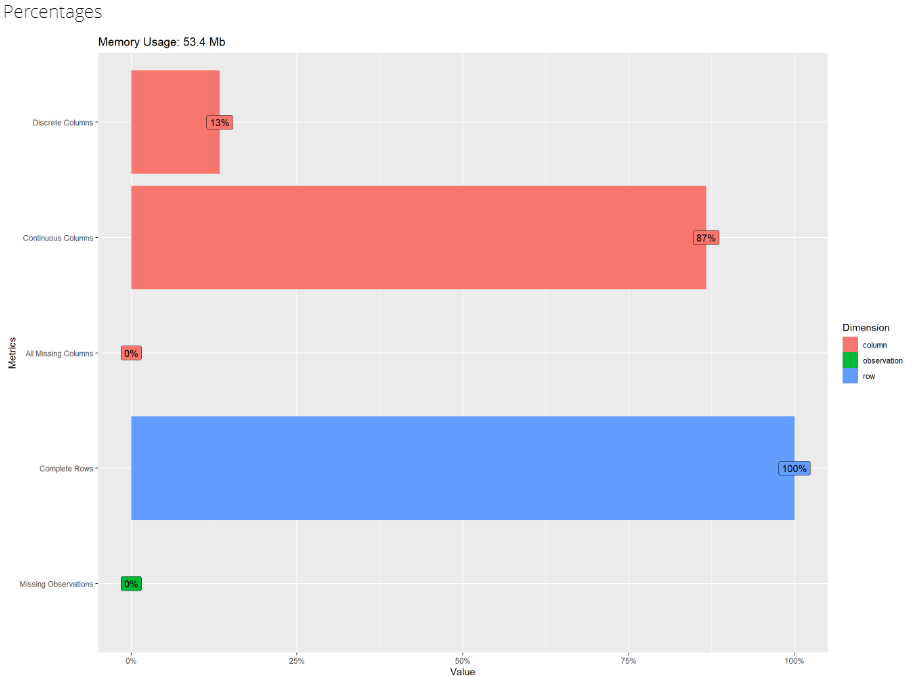 Percentages
Memory Usage: 53.4 Mb
Discrete Columns
13%
Continuous Columns
87%
All Missing Columns
0%
Complete Rows
100%
Missing Observations
0%
Metrics
0%
25%
50%
75%
100%
Value
Dimension
column
observation
row